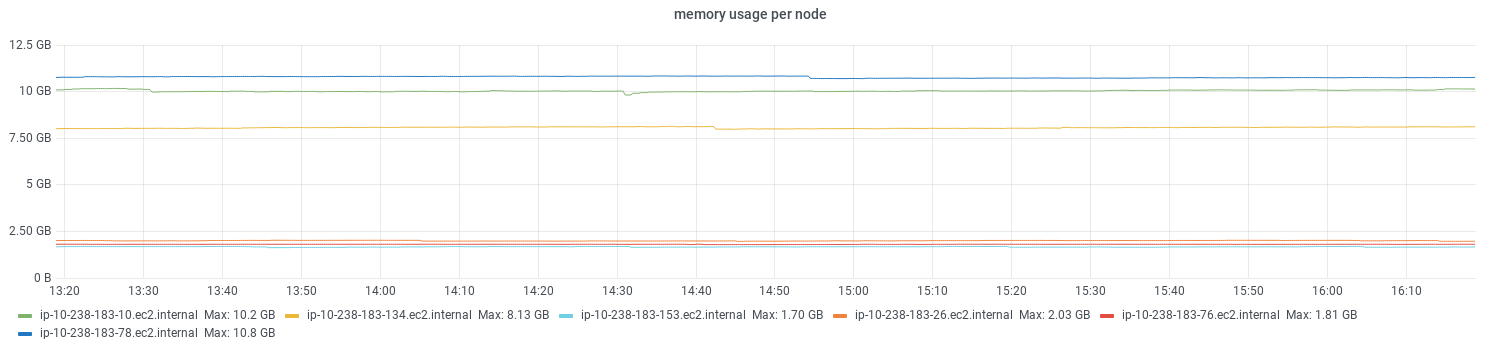 memory usage per node
12.5 GB
10 GB
7.50 GB
5 GB
2.50 GB
0 B
13:20 13:30 13:40 13:50 14:00 14:10 14:20 14:30 14:40 14:50 15:00 15:10 15:20 15:30 15:40 15:50 16:00 16:10
ip-10-238-183-10.ec2.internal Max: 10.2 GB ip-10-238-183-134.ec2.internal Max: 8.13 GB ip-10-238-183-153.ec2.internal Max: 1.70 GB ip-10-238-183-26.ec2.internal Max: 2.03 GB ip-10-238-183-76.ec2.internal Max: 1.81 GB
ip-10-238-183-78.ec2.internal Max: 10.8 GB